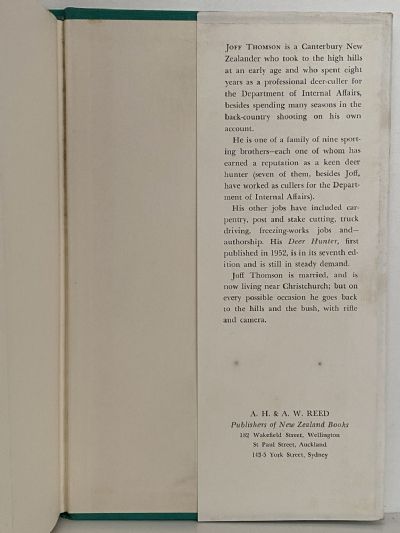 JOFF THOMSON is a Canterbury New
Zealander who took to the high hills
at an early age and who spent eight
years as a professional deer-culler for
the Department of Internal Affairs,
besides spending many seasons in the
back-country shooting on his own
account.
He is one of a family of nine sport-
ing brothers—each one of whom has
earned a reputation as a keen deer
hunter (seven of them, besides Joff,
have worked as cullers for the Depart-
ment of Internal Affairs).
His other jobs have included car-
pentry, post and stake cutting, truck
driving, freezing-works jobs and—
authorship. His Deer Hunter, first
published in 1952, is in its seventh ed-
ition and is still in steady demand.
Joff Thomson is married, and is
now living near Christchurch; but on
every possible occasion he goes back
to the hills and the bush, with rifle
and camera.
A. H. & A. W. REED
Publishers of New Zealand Books
182 Wakefield Street, Wellington
St Paul Street, Auckland
143-5 York Street, Sydney